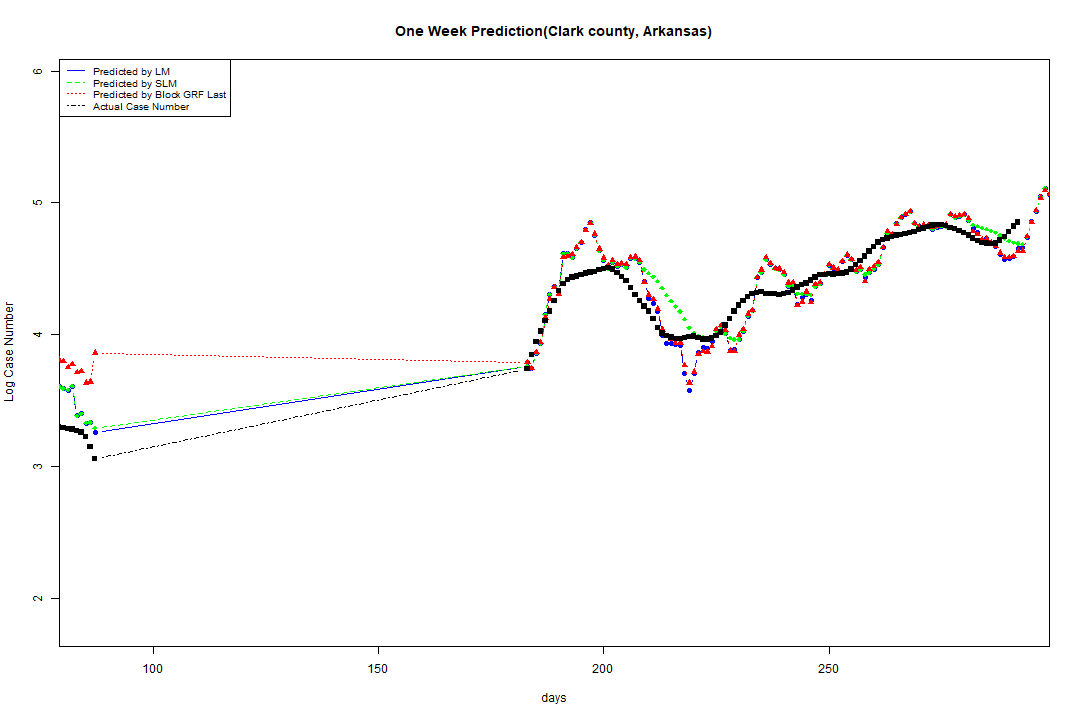 One Week Prediction(Clark county, Arkansas)
Predicted by LM
Predicted by SLM
Predicted by Block GRF Last
Actual Case Number
Log Case Number
6
5
4
3
2
100 150 200 250
days